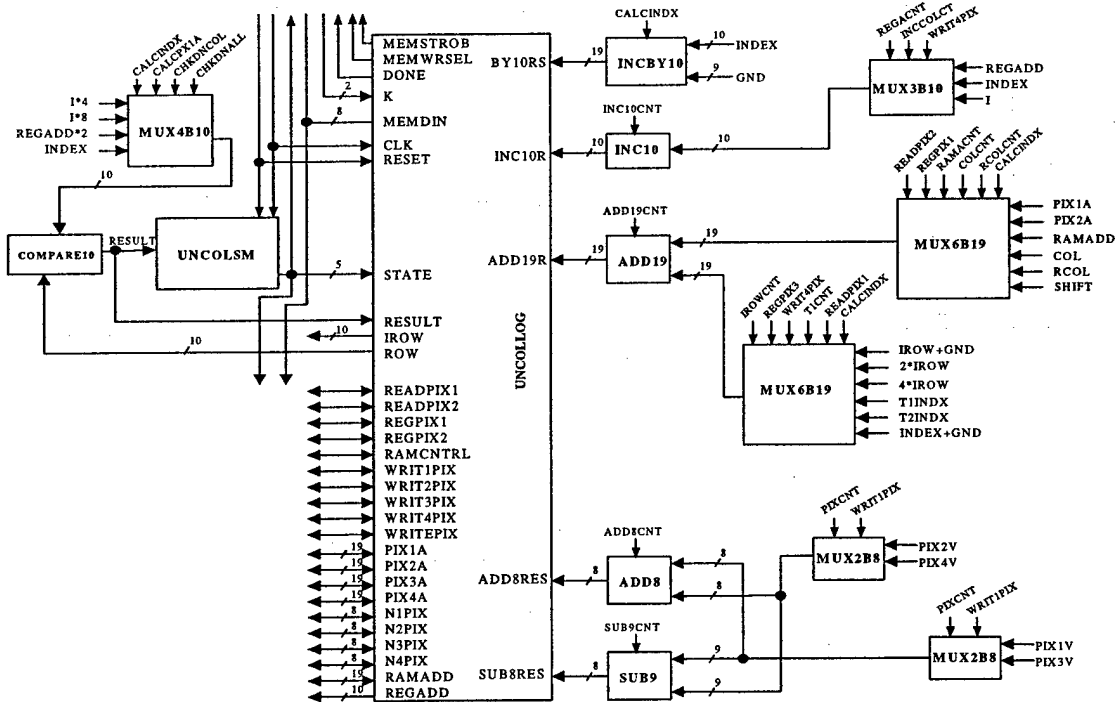 CALCINDX
CALCPX1A
CHKDNCOL
CHKDNALL
I*4
I*8
REGADD*2
INDEX
MUX4B10
10
COMPARE10
RESULT
UNCOLSM
5
10
10
MEMSTROB
MEMWRSEL
DONE
2
K
8
MEMDIN
CLK
RESET
STATE
RESULT
IROW
ROW
READPIX1
READPIX2
REGPIX1
REGPIX2
RAMCNTRL
WRIT1PIX
WRIT2PIX
WRIT3PIX
WRIT4PIX
WRITEPIX
19 PIX1A
19 PIX2A
19 PIX3A
19 PIX4A
8 N1PIX
8 N2PIX
8 N3PIX
8 N4PIX
19 RAMADD
10 REGADD
UNCOLLOG
BY10RS
INC10R
ADD19R
ADD8RES
SUB8RES
CALCINDX
19
INCBY10
10
INDEX
9
GND
INC10CNT
10
INC10
10
REGACNT
INCCOLCT
WRIT4PIX
MUX3B10
REGADD
INDEX
I
ADD19CNT
19
ADD19
19
19
READPIX2
REGPIX1
RAMACNT
COLCNT
RCOLCNT
CALCINDX
MUX6B19
PIX1A
PIX2A
RAMADD
COL
RCOL
SHIFT
IROWCNT
REGPIX3
WRIT4PIX
T1CNT
READPIX1
CALCINDX
MUX6B19
IROW+GND
2*IROW
4*IROW
T1INDX
T2INDX
INDEX+GND
ADD8CNT
8
ADD8
8
8
PIXCNT
WRIT1PIX
MUX2B8
PIX2V
PIX4V
SUB9CNT
8
SUB9
9
9
PIXCNT
WRIT1PIX
MUX2B8
PIX1V
PIX3V